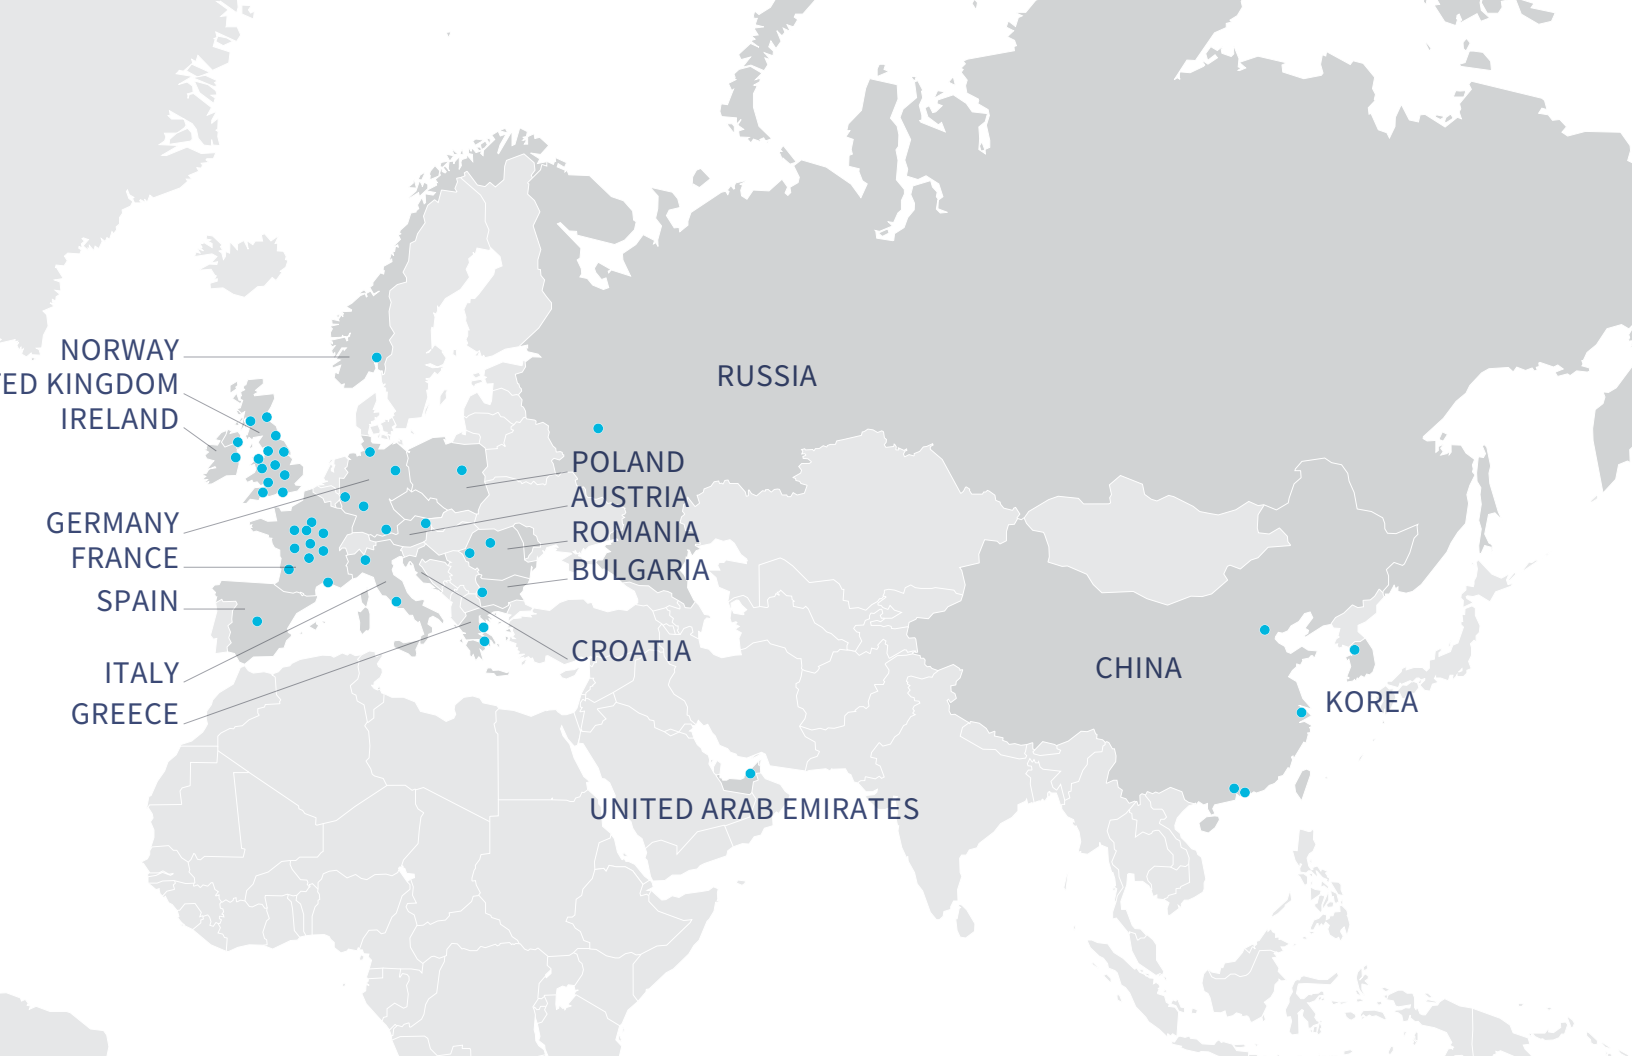 NORWAY
TED KINGDOM
IRELAND
GERMANY
FRANCE
SPAIN
ITALY
GREECE
RUSSIA
POLAND
AUSTRIA
ROMANIA
BULGARIA
CROATIA
CHINA
KOREA
UNITED ARAB EMIRATES